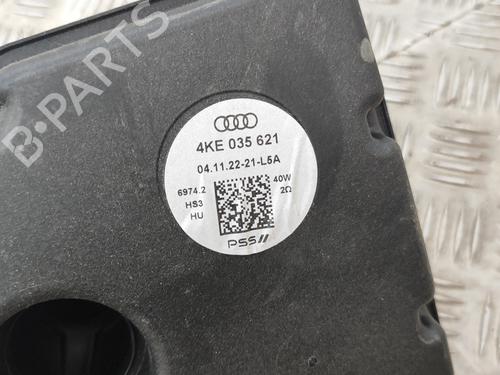 B-PARTS
4KE 035 621
04.11.22-21-L5A
6974.2
HS3
HU
40W
2Ω
PSS//